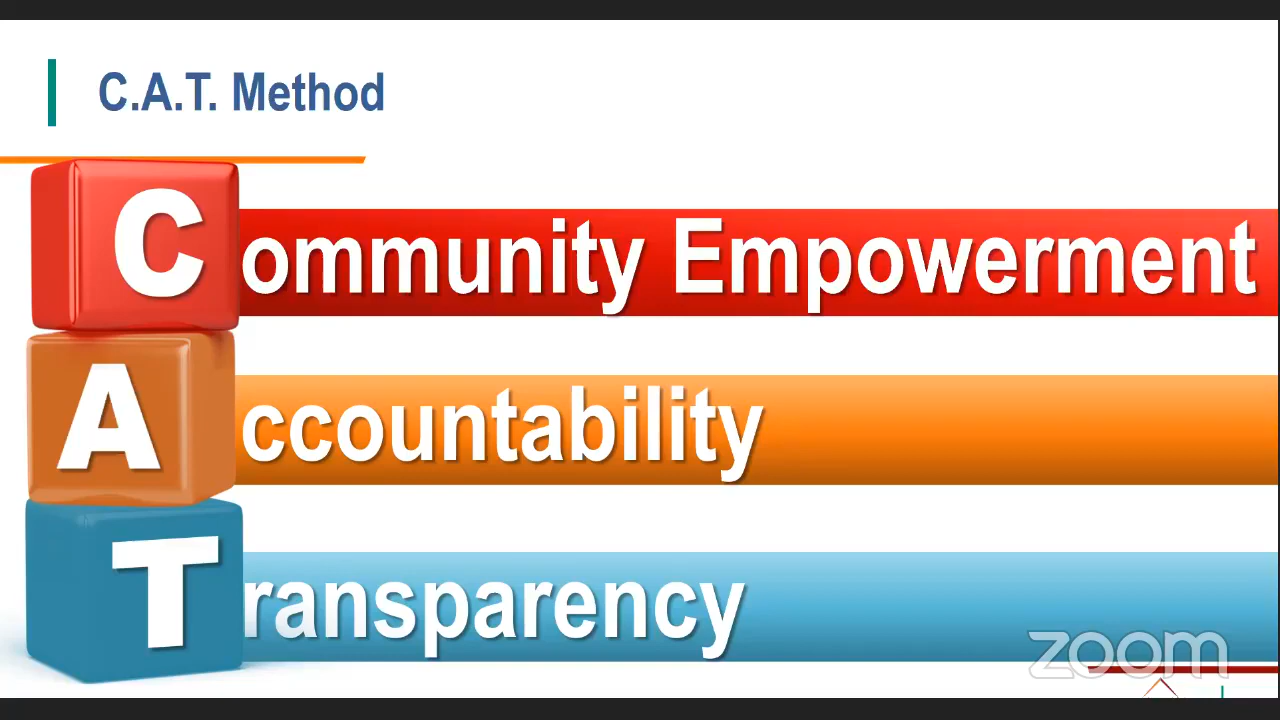 C.A.T. Method
Community Empowerment
Accountability
Transparency
zoom